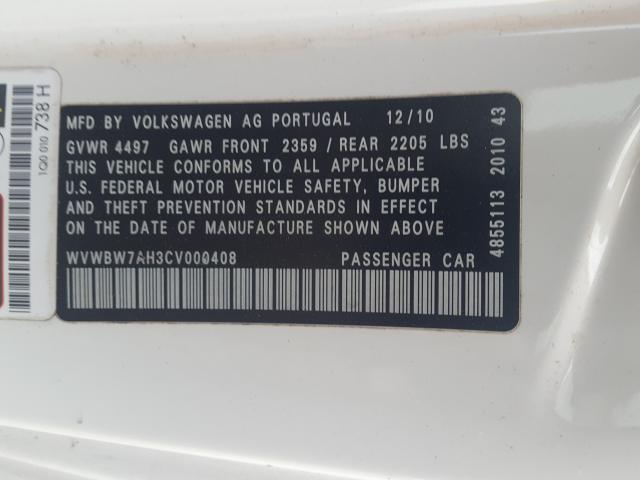 MFD BY VOLKSWAGEN AG PORTUGAL 12/10
GVWR 4497 GAWR FRONT 2359 / REAR 2205 LBS
THIS VEHICLE CONFORMS TO ALL APPLICABLE
U.S. FEDERAL MOTOR VEHICLE SAFETY, BUMPER
AND THEFT PREVENTION STANDARDS IN EFFECT
ON THE DATE OF MANUFACTURE SHOWN ABOVE
WVWBW7AH3CV000408 PASSENGER CAR
4855113 2010 43
1Q0 010 738 H